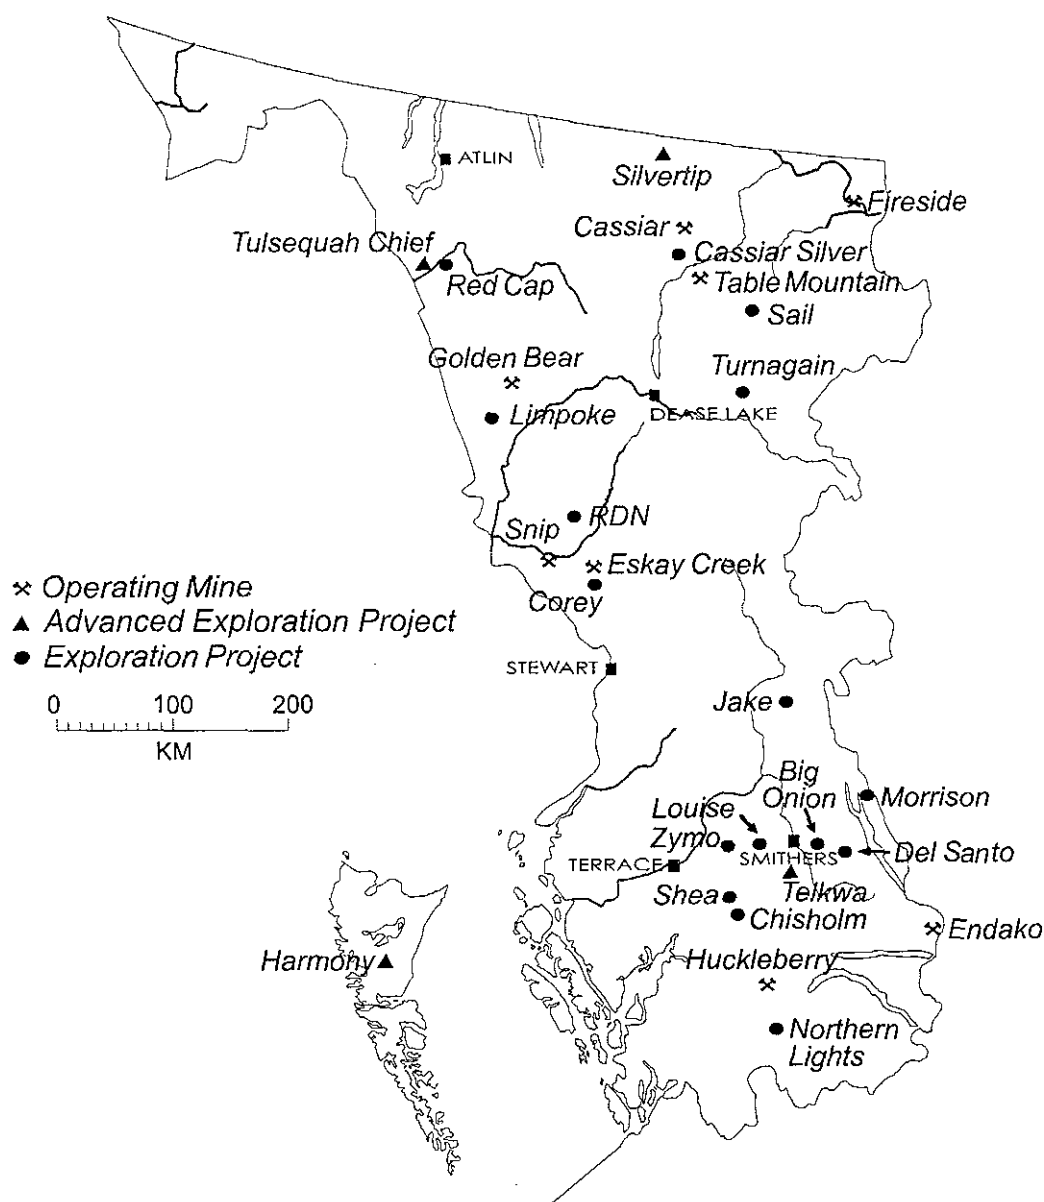 ATLIN
Silvertip
Fireside
Cassiar
Tulsequah Chief
Cassiar Silver
Red Cap
Table Mountain
Sail
Golden Bear
Turnagain
Limpoke
DEASE LAKE
Snip
RDN
Eskay Creek
Operating Mine
Corey
Advanced Exploration Project
Exploration Project
STEWART
0 100 200
KM
Jake
Big
Onion
Morrison
Louise
Zymo
SMITHERS
Del Santo
TERRACE
Telkwa
Shea
Chisholm
Endako
Harmony
Huckleberry
Northern
Lights